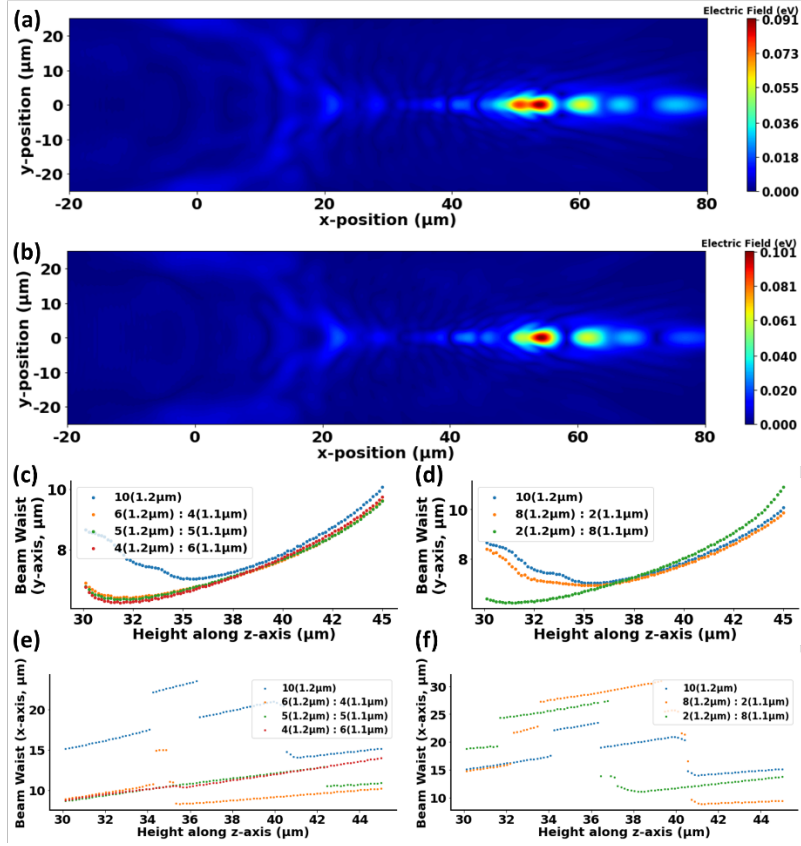 (a)
Electric Field (eV)
0.091
0.073
0.053
0.036
0.018
0.000
20
10
0
-10
-20
y-position (μm)
-20 0 20 40 60 80
x-position (μm)
(b)
Electric Field (eV)
0.101
0.081
0.061
0.040
0.020
0.000
20
10
0
-10
-20
y-position (μm)
-20 0 20 40 60 80
x-position (μm)
(c)
10
8
Beam Waist
(y-axis, μm)
10(1.2μm)
6(1.2μm) : 4(1.1μm)
5(1.2μm) : 5(1.1μm)
4(1.2μm) : 6(1.1μm)
30 33 35 38 40 43 45
Height along z-axis (μm)
(d)
10
8
Beam Waist
(y-axis, μm)
10(1.2μm)
8(1.2μm) : 2(1.1μm)
2(1.2μm) : 8(1.1μm)
30 33 35 38 40 43 45
Height along z-axis (μm)
(e)
20
15
10
Beam Waist (x-axis, μm)
10(1.2μm)
6(1.2μm) : 4(1.1μm)
5(1.2μm) : 5(1.1μm)
4(1.2μm) : 6(1.1μm)
30 32 34 36 38 40 42 44
Height along z-axis (μm)
(f)
30
25
20
15
10
Beam Waist (x-axis, μm)
10(1.2μm)
8(1.2μm) : 2(1.1μm)
2(1.2μm) : 8(1.1μm)
30 32 34 36 38 40 42 44
Height along z-axis (μm)